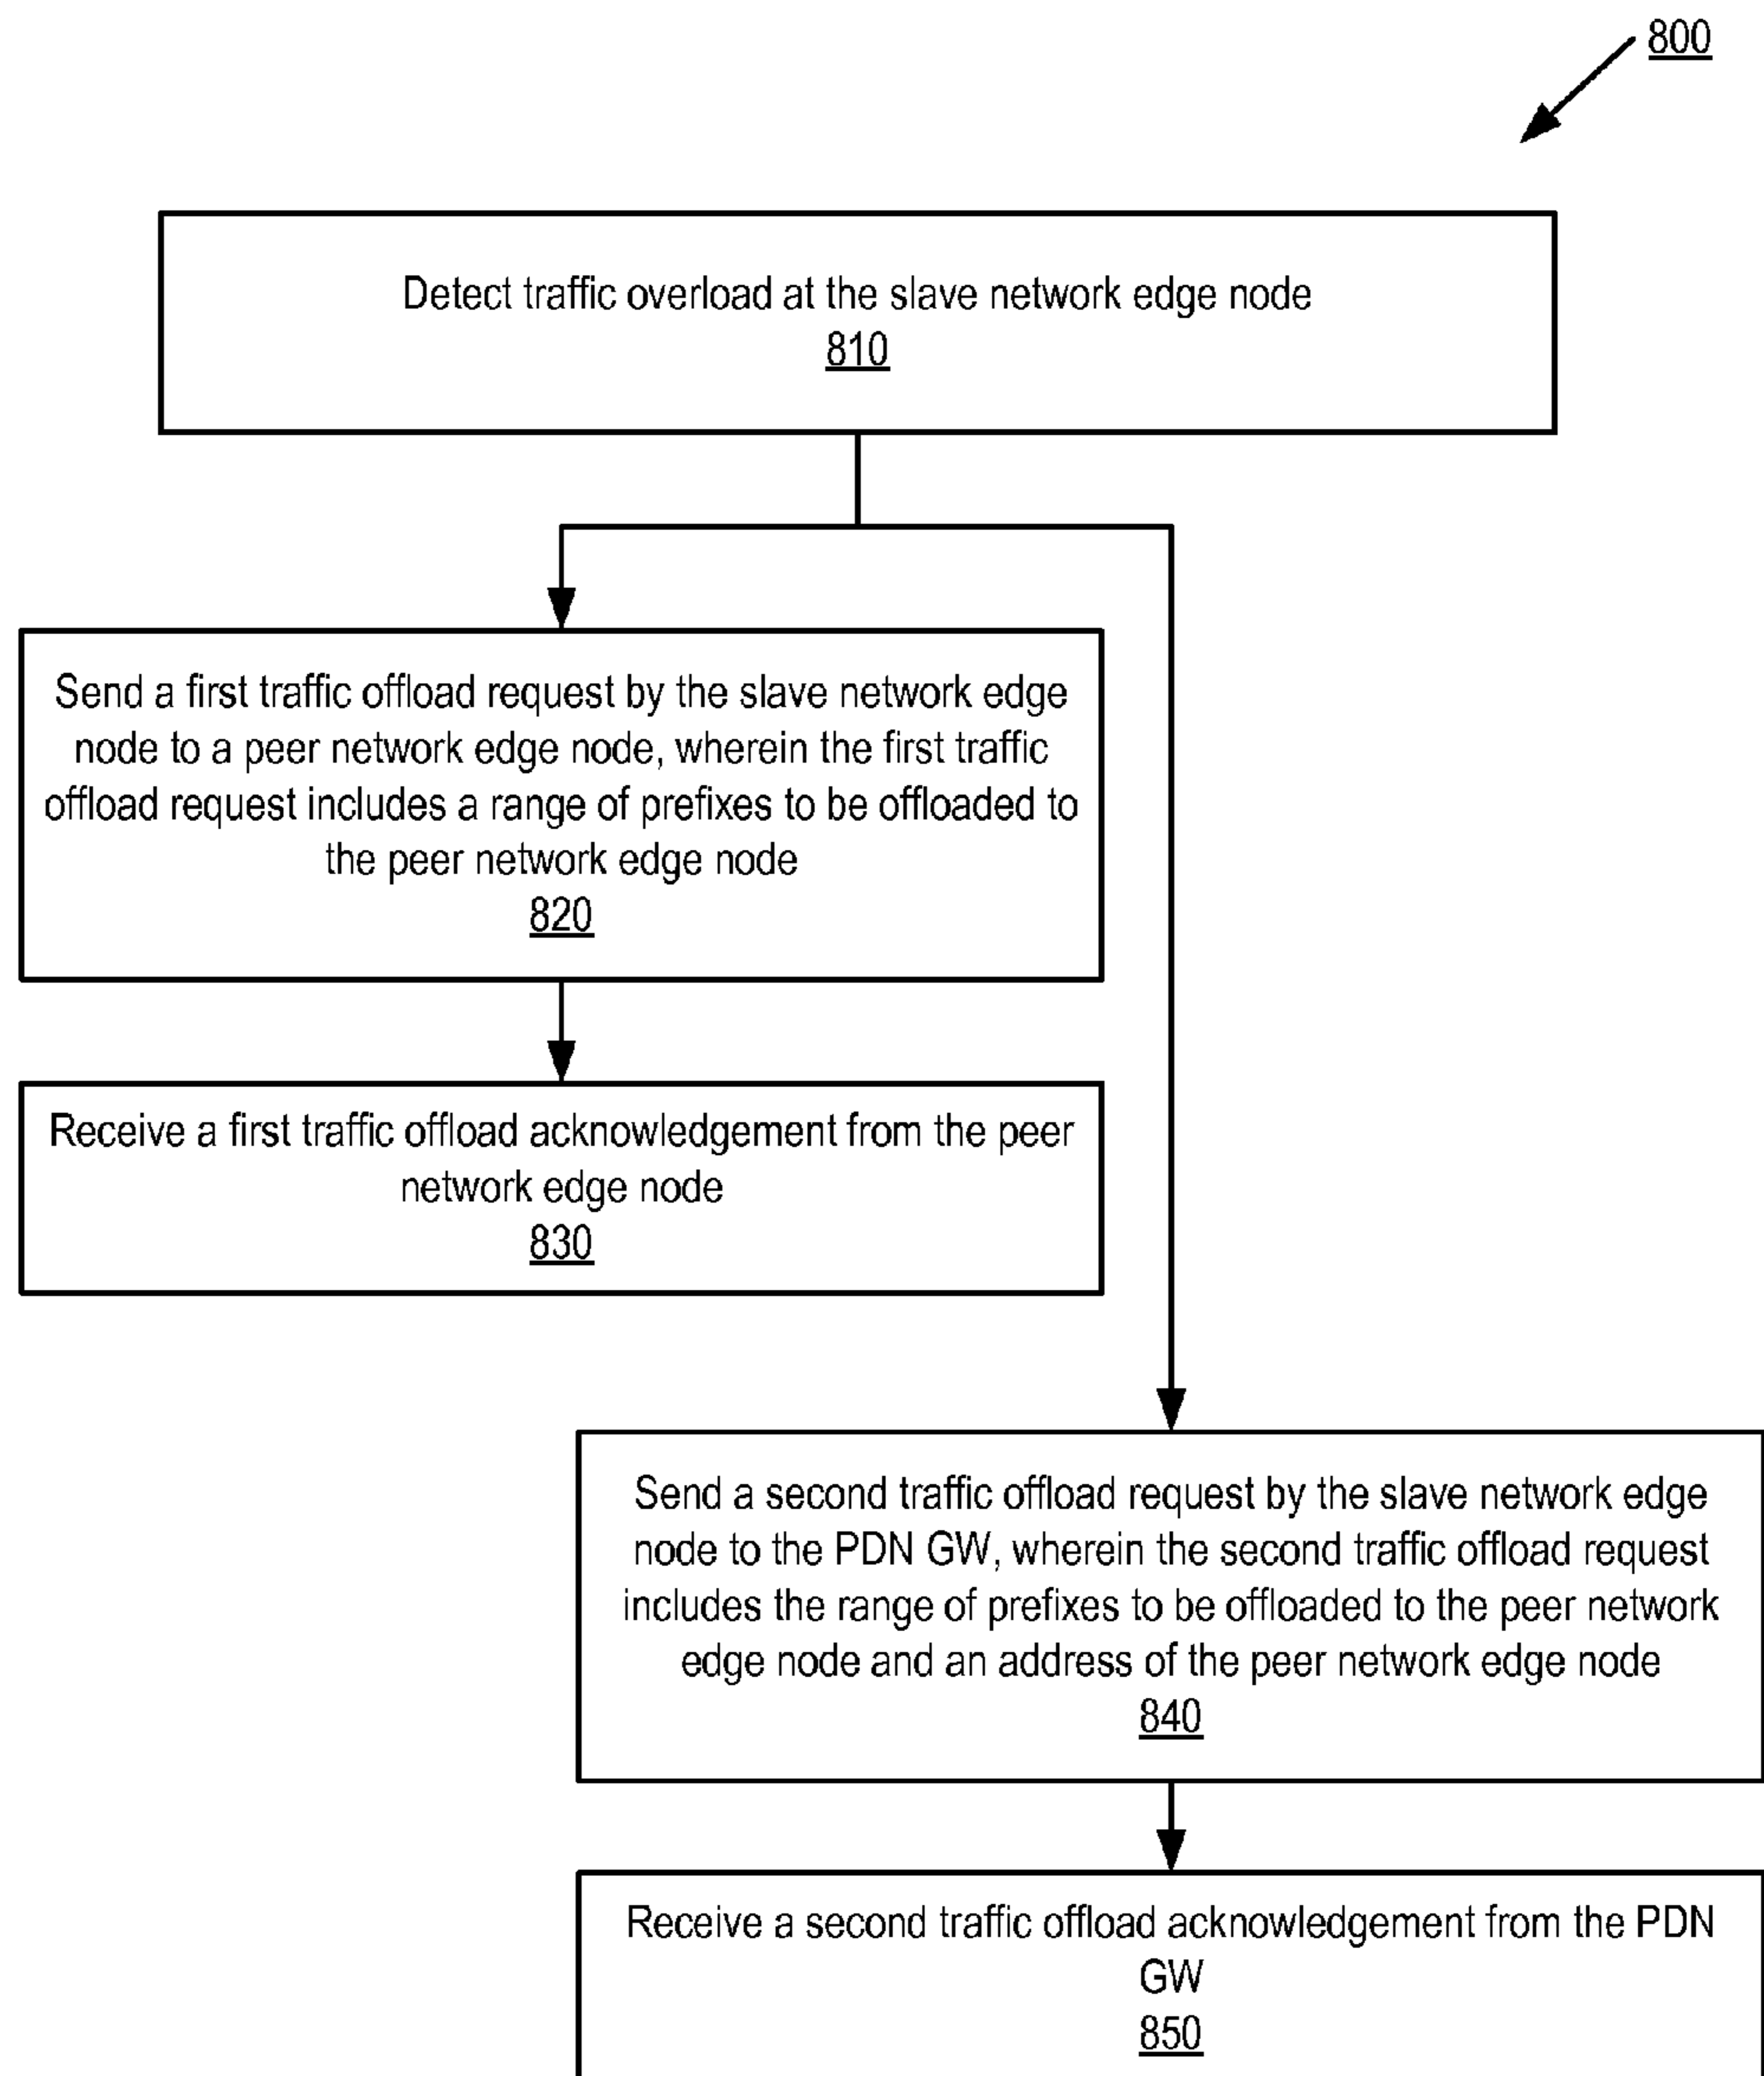 800
Detect traffic overload at the slave network edge node
810
Send a first traffic offload request by the slave network edge
node to a peer network edge node, wherein the first traffic
offload request includes a range of prefixes to be offloaded to
the peer network edge node
820
Receive a first traffic offload acknowledgement from the peer
network edge node
830
Send a second traffic offload request by the slave network edge
node to the PDN GW, wherein the second traffic offload request
includes the range of prefixes to be offloaded to the peer network
edge node and an address of the peer network edge node
840
Receive a second traffic offload acknowledgement from the PDN
GW
850